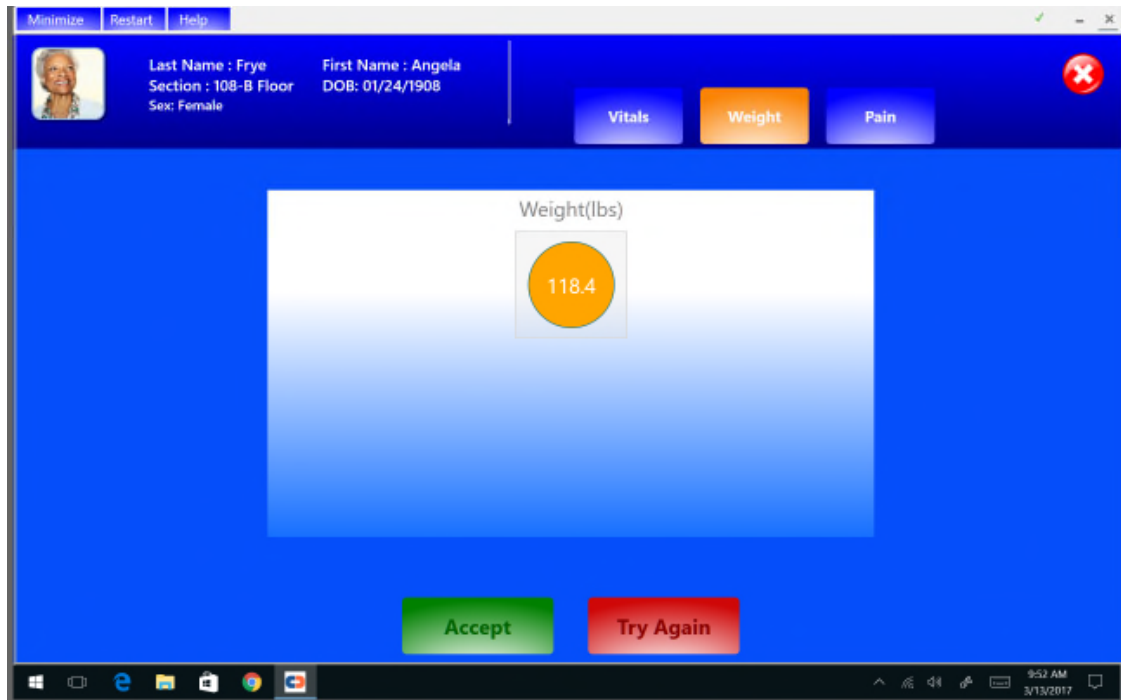 Minimize Restart Help
Last Name : Frye First Name : Angela
Section : 108-B Floor DOB: 01/24/1908
Sex: Female
Vitals Weight Pain
Weight(lbs)
118.4
Accept Try Again
9:52 AM
3/13/2017